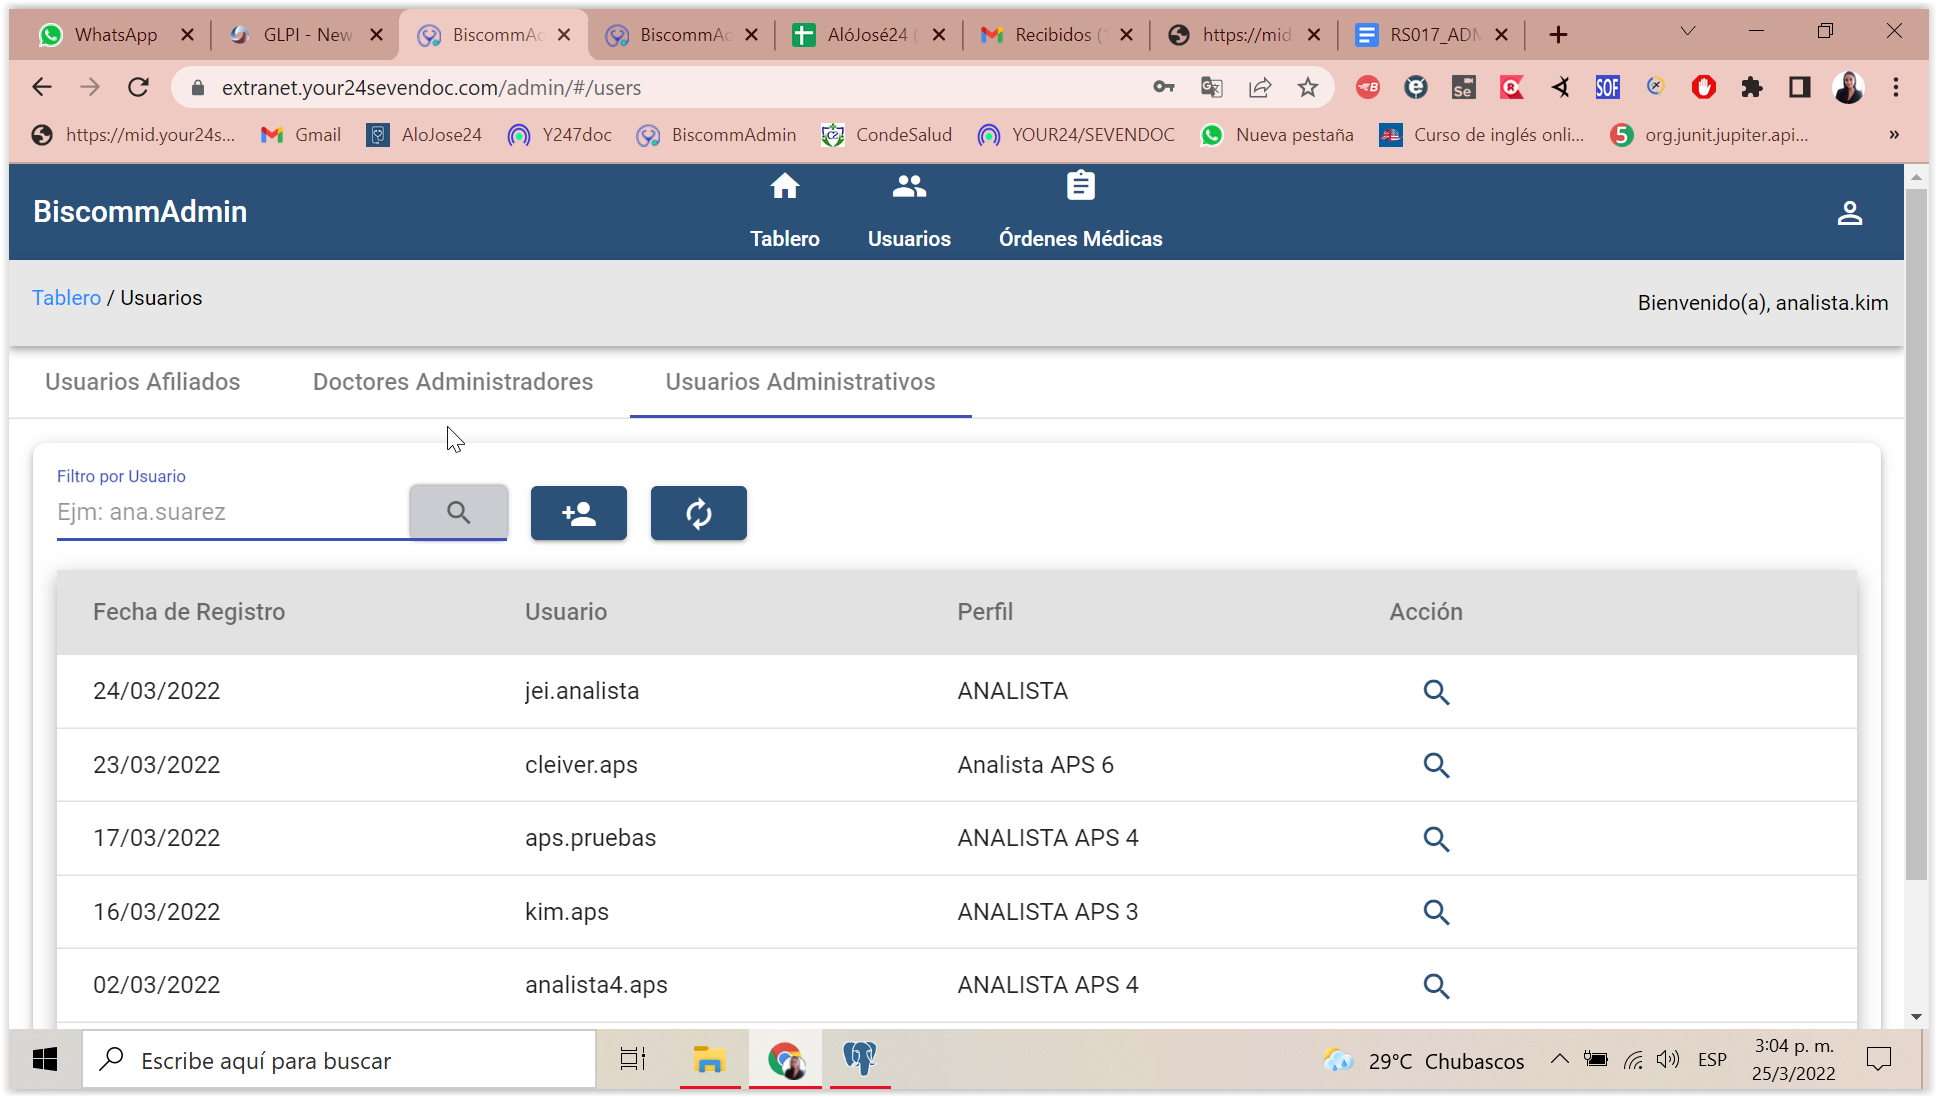 WhatsApp
GLPI - New
BiscommAd
BiscommAd
AlóJosé24 (
Recibidos (1
https://mid.
RS017_ADM
extranet.your24sevendoc.com/admin/#/users
https://mid.your24s...
Gmail
AloJose24
Y247doc
BiscommAdmin
CondeSalud
YOUR24/SEVENDOC
Nueva pestaña
Curso de inglés onli...
org.junit.jupiter.api...
»
BiscommAdmin
Tablero
Usuarios
Órdenes Médicas
Tablero / Usuarios
Bienvenido(a), analista.kim
Usuarios Afiliados
Doctores Administradores
Usuarios Administrativos
Filtro por Usuario
Ejm: ana.suarez
Fecha de Registro Usuario Perfil Acción
24/03/2022 jei.analista ANALISTA
23/03/2022 cleiver.aps Analista APS 6
17/03/2022 aps.pruebas ANALISTA APS 4
16/03/2022 kim.aps ANALISTA APS 3
02/03/2022 analista4.aps ANALISTA APS 4
Escribe aquí para buscar
29°C Chubascos
ESP
3:04 p. m.
25/3/2022